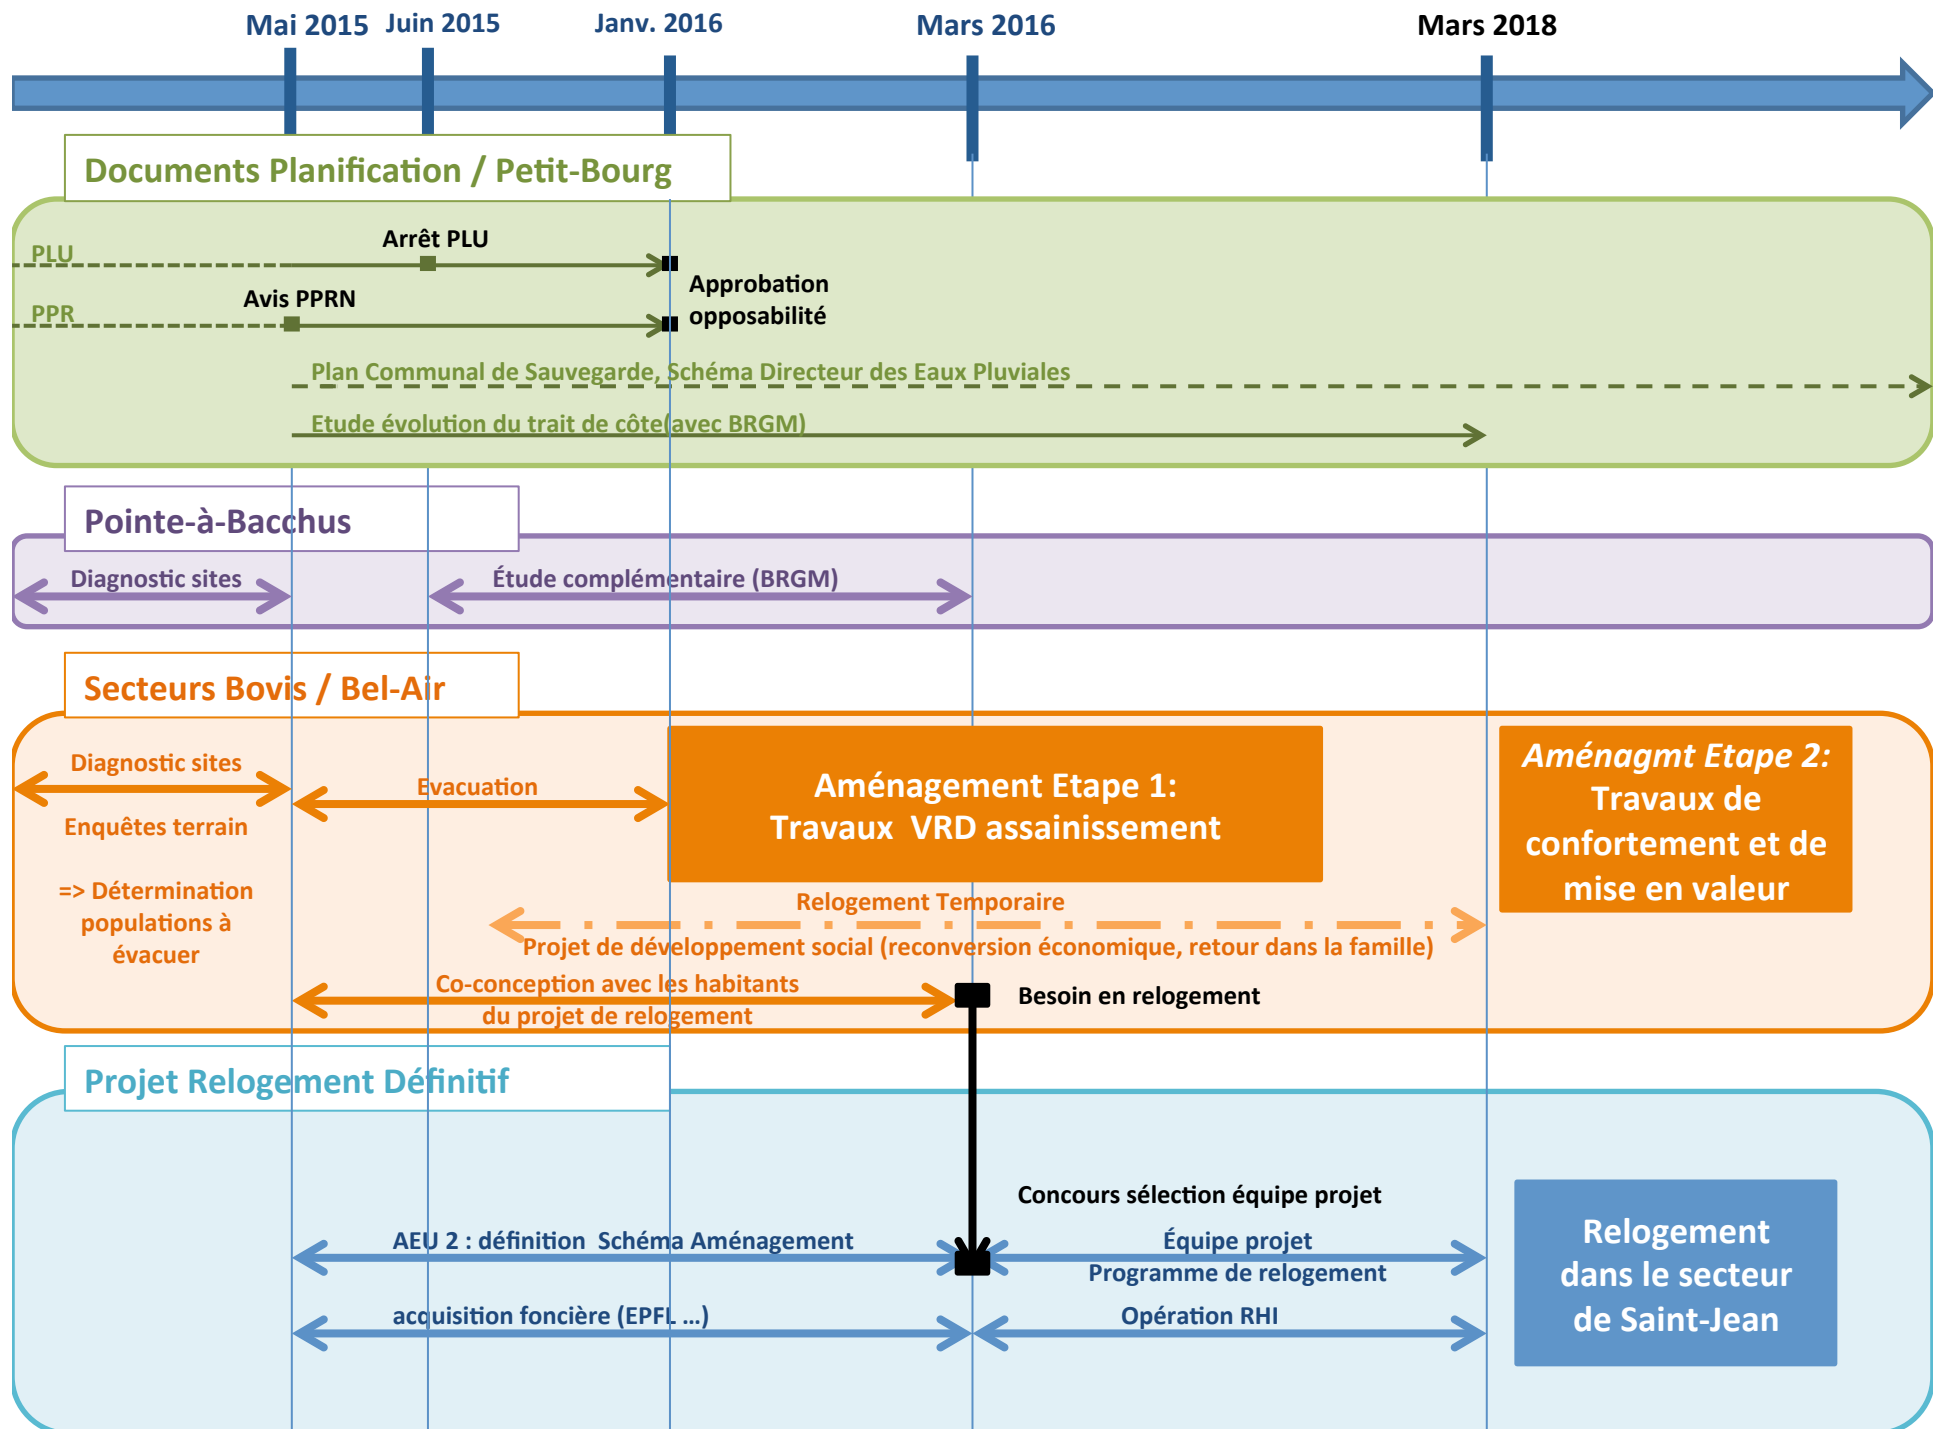 Mai 2015
Juin 2015
Janv. 2016
Mars 2016
Mars 2018
Documents Planification / Petit-Bourg
PLU
Arrêt PLU
PPR
Avis PPRN
Approbation
opposabilité
Plan Communal de Sauvegarde, Schéma Directeur des Eaux Pluviales
Etude évolution du trait de côte(avec BRGM)
Pointe-à-Bacchus
Diagnostic sites
Étude complémentaire (BRGM)
Secteurs Bovis / Bel-Air
Diagnostic sites
Enquêtes terrain
=> Détermination
populations à
évacuer
Evacuation
Aménagement Etape 1:
Travaux  VRD assainissement
Aménagmt Etape 2:
Travaux de
confortement et de
mise en valeur
Relogement Temporaire
Projet de développement social (reconversion économique, retour dans la famille)
Co-conception avec les habitants
du projet de relogement
Besoin en relogement
Projet Relogement Définitif
Concours sélection équipe projet
AEU 2 : définition  Schéma Aménagement
Équipe projet
Programme de relogement
acquisition foncière (EPFL ...)
Opération RHI
Relogement
dans le secteur
de Saint-Jean